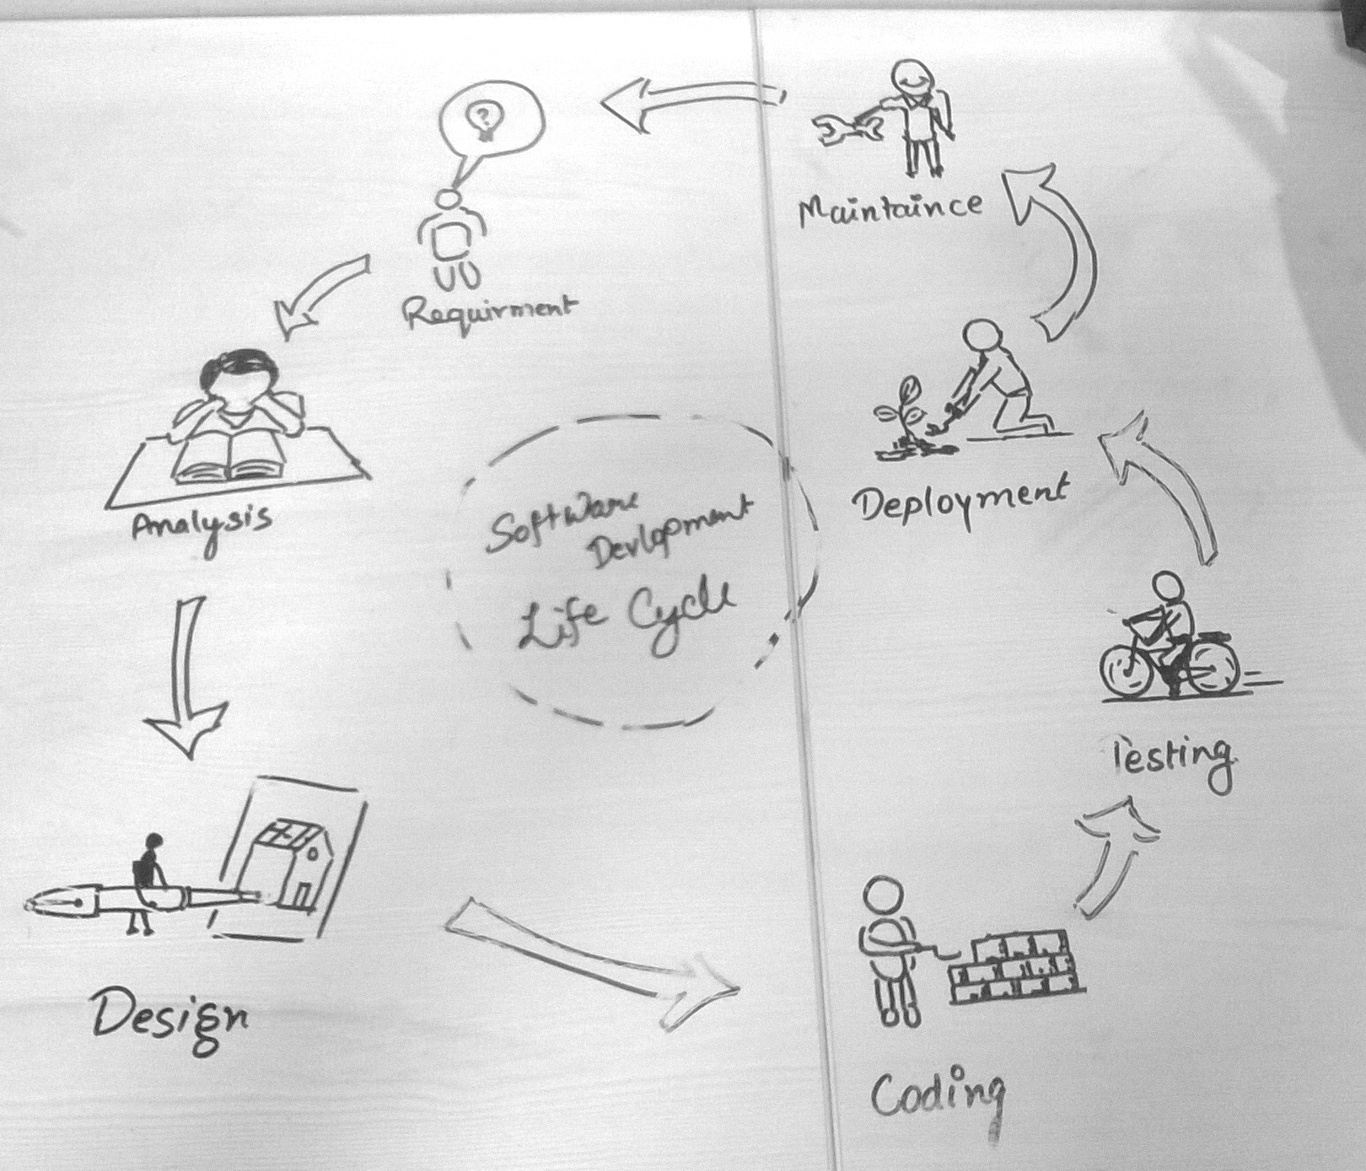 ?
Requirment
Analysis
Design
Coding
Testing
Deployment
Maintaince
Software
Devlopment
Life Cycle